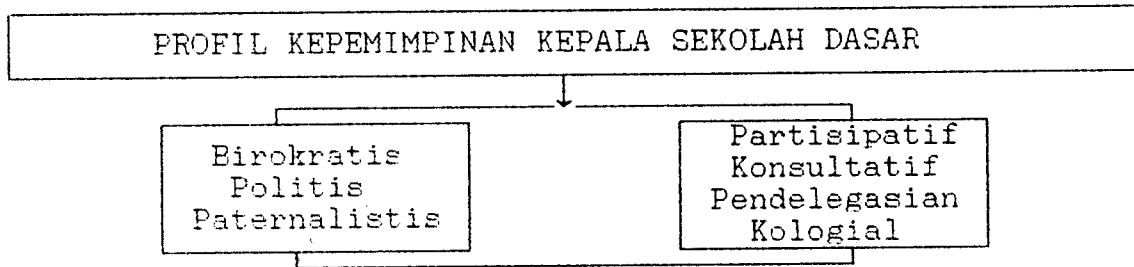 PROFIL KEPEMIMPINAN KEPALA SEKOLAH DASAR
Birokratis
Politis
Paternalistis
Partisipatif
Konsultatif
Pendelegasian
Kologial